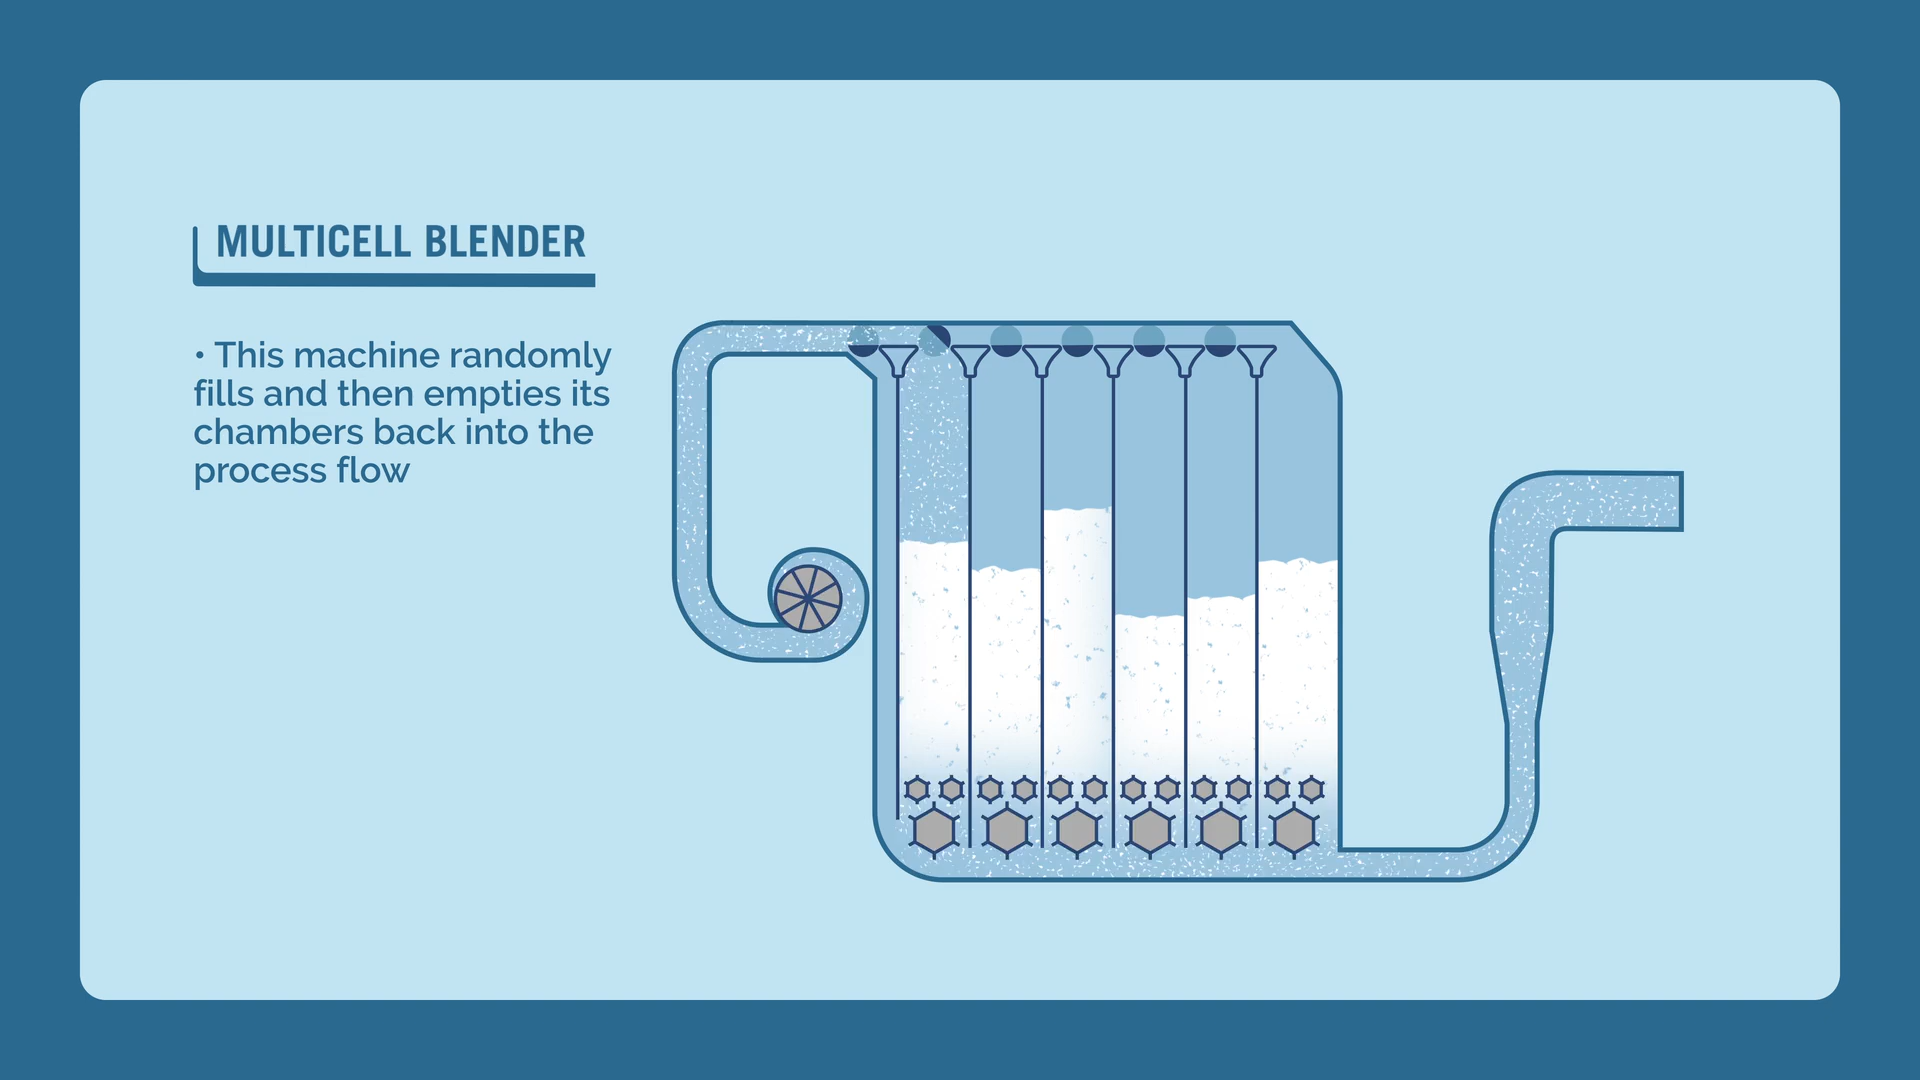 MULTICELL BLENDER
• This machine randomly
fills and then empties its
chambers back into the
process flow